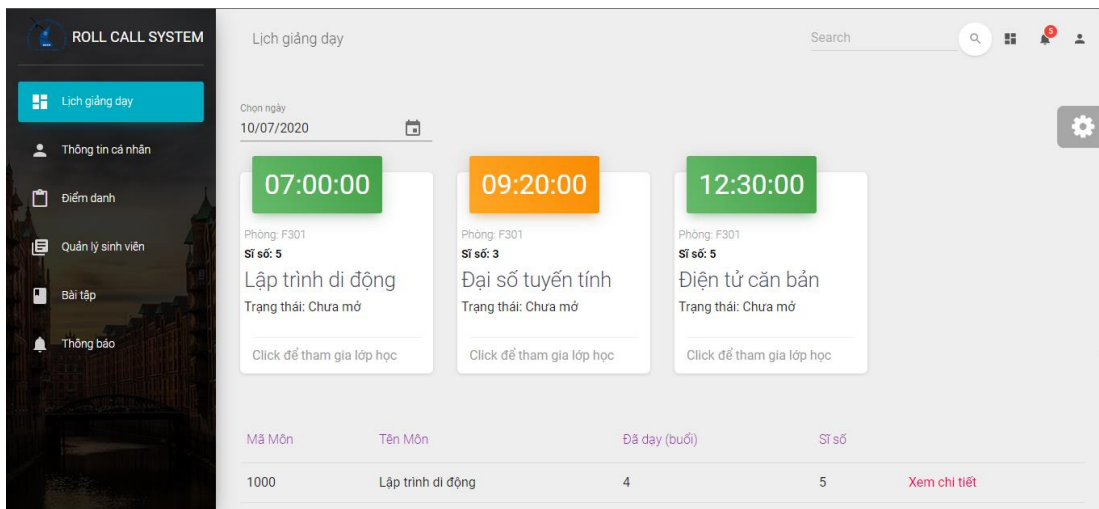 ROLL CALL SYSTEM
Lịch giảng dạy
Thông tin cá nhân
Điểm danh
Quản lý sinh viên
Bài tập
Thông báo
Lịch giảng dạy
Search
5
Chọn ngày
10/07/2020
07:00:00
Phòng: F301
Sĩ số: 5
Lập trình di động
Trạng thái: Chưa mở
Click để tham gia lớp học
09:20:00
Phòng: F301
Sĩ số: 3
Đại số tuyến tính
Trạng thái: Chưa mở
Click để tham gia lớp học
12:30:00
Phòng: F301
Sĩ số: 5
Điện tử căn bản
Trạng thái: Chưa mở
Click để tham gia lớp học
Mã Môn Tên Môn Đã dạy (buổi) Sĩ số
1000 Lập trình di động 4 5 Xem chi tiết